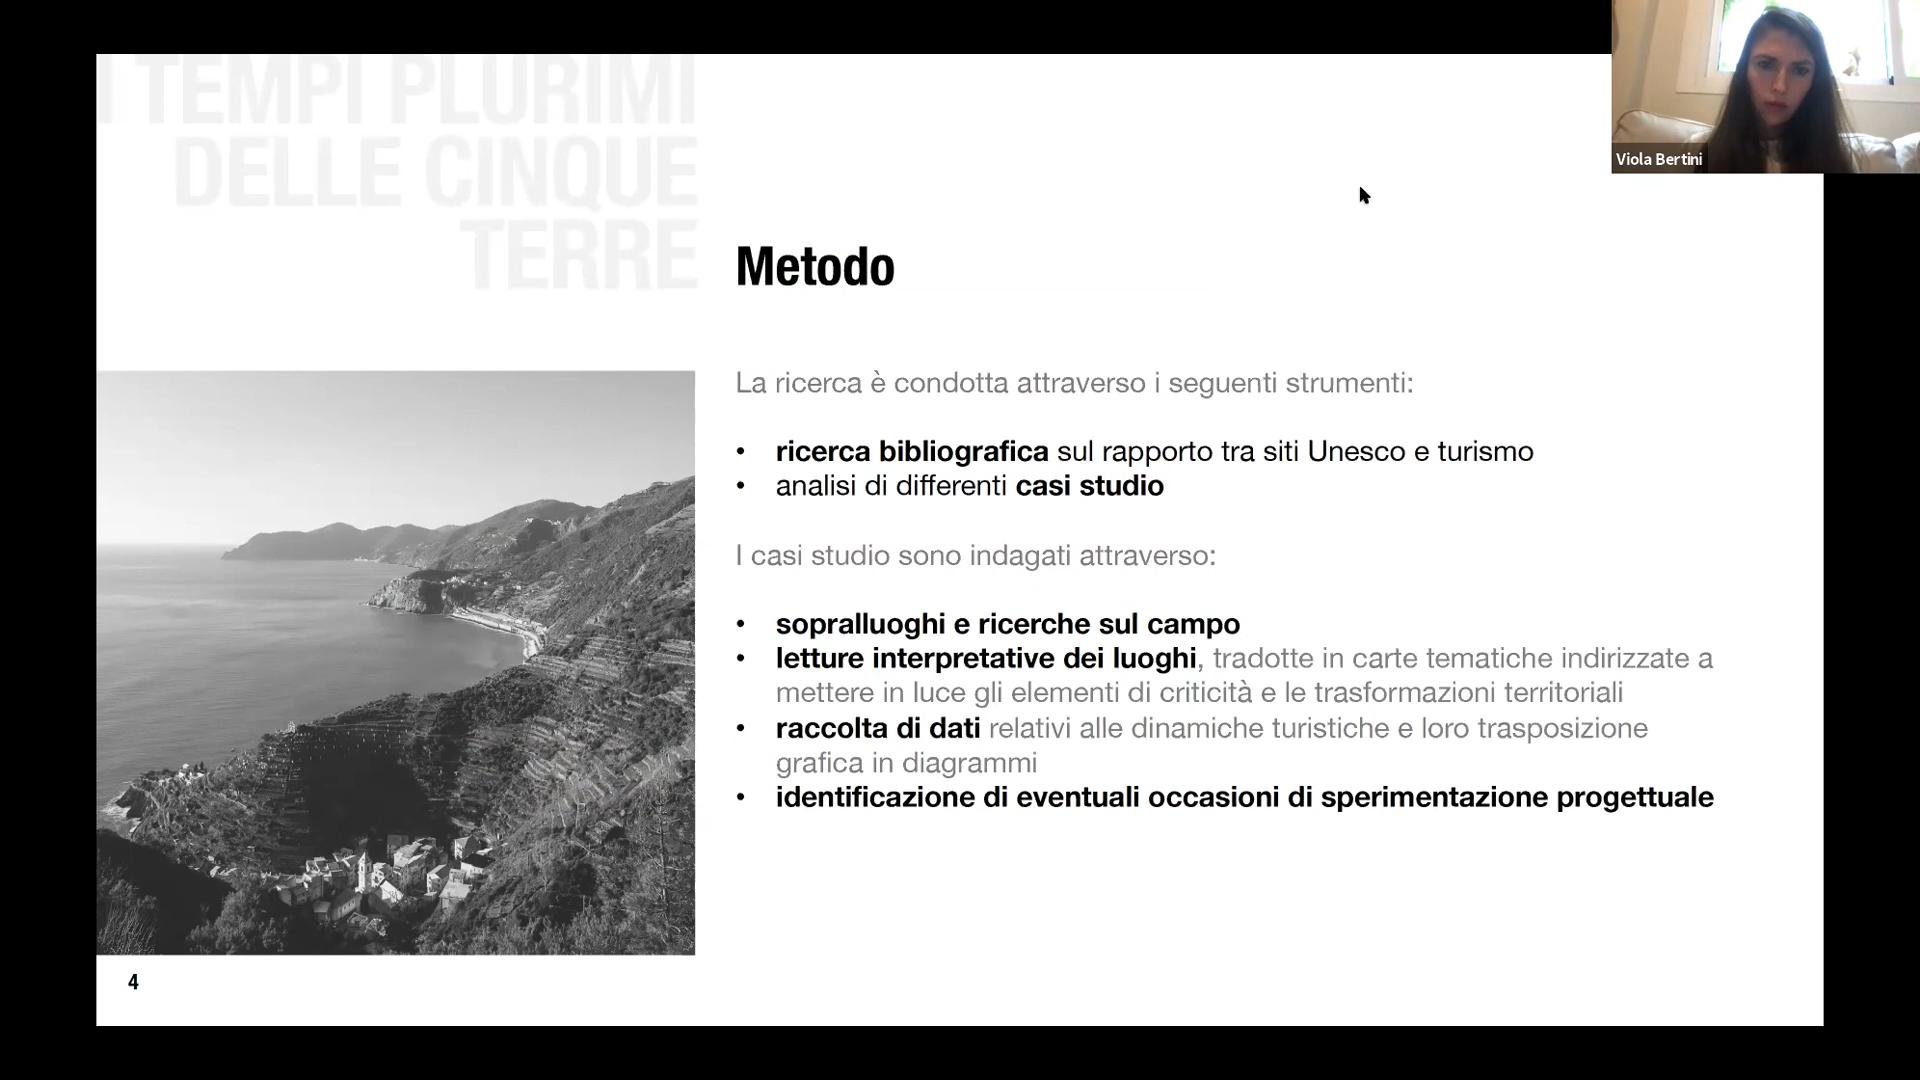 I TEMPI PLURIMI
DELLE CINQUE
TERRE
Viola Bertini
Metodo
La ricerca è condotta attraverso i seguenti strumenti:
• ricerca bibliografica sul rapporto tra siti Unesco e turismo
• analisi di differenti casi studio
I casi studio sono indagati attraverso:
• sopralluoghi e ricerche sul campo
• letture interpretative dei luoghi, tradotte in carte tematiche indirizzate a
mettere in luce gli elementi di criticità e le trasformazioni territoriali
• raccolta di dati relativi alle dinamiche turistiche e loro trasposizione
grafica in diagrammi
• identificazione di eventuali occasioni di sperimentazione progettuale
4